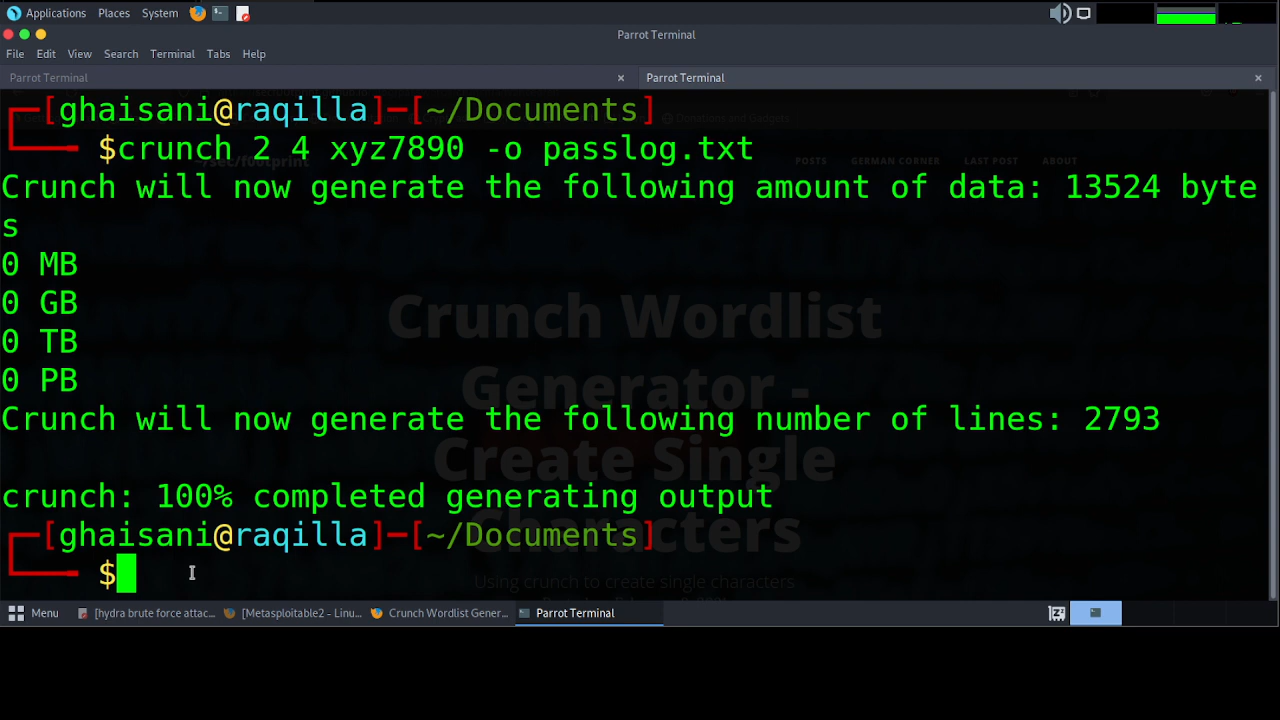 Applications Places System
Parrot Terminal
File Edit View Search Terminal Tabs Help
Parrot Terminal × Parrot Terminal ×
[ghaisani@raqilla]─[~/Documents]
$crunch 2 4 xyz7890 -o passlog.txt
~/sec/f00tprint POSTS GERMAN CORNER LAST POST ABOUT
Crunch will now generate the following amount of data: 13524 byte
s
0 MB
0 GB
0 TB
0 PB
Crunch will now generate the following number of lines: 2793
crunch: 100% completed generating output
[ghaisani@raqilla]─[~/Documents]
$
Crunch Wordlist
Generator -
Create Single
Characters
Using crunch to create single characters
Menu [hydra brute force attac... [Metasploitable2 - Linu... Crunch Wordlist Gener... Parrot Terminal